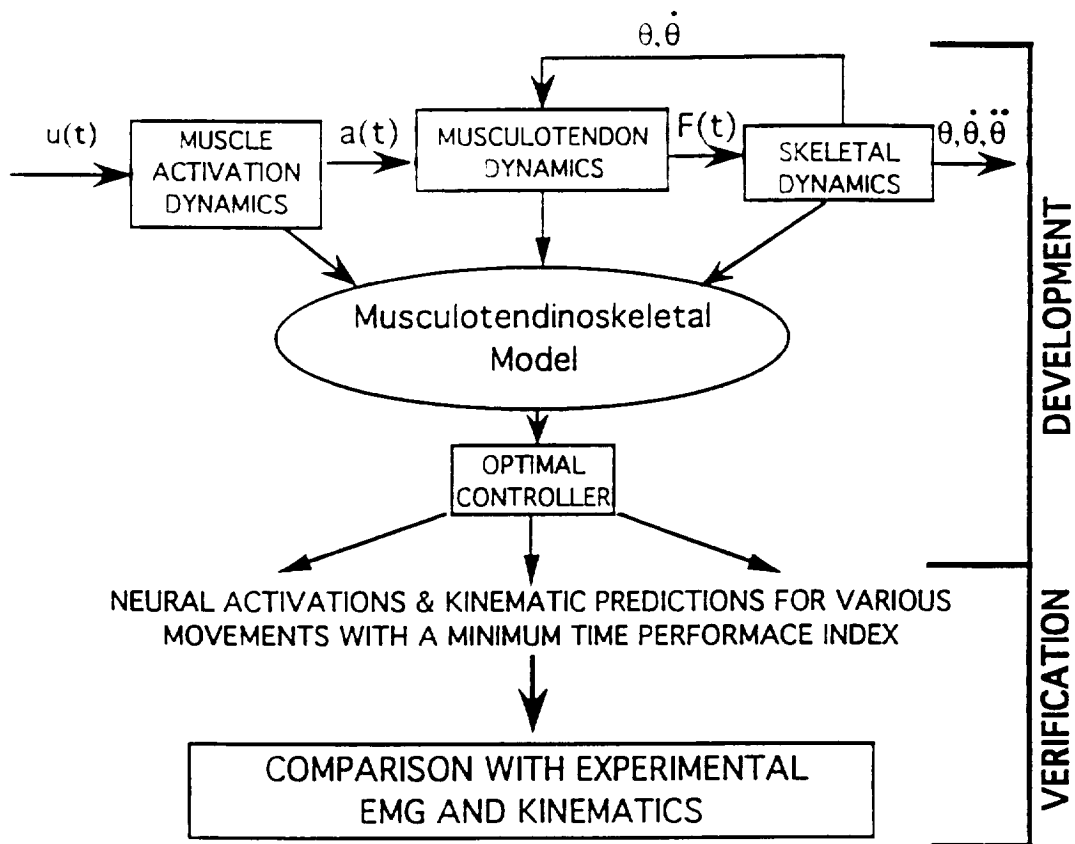 θ,θ̇
u(t)
MUSCLE
ACTIVATION
DYNAMICS
a(t)
MUSCULOTENDON
DYNAMICS
F(t)
SKELETAL
DYNAMICS
θ,θ̇,θ̈
Musculotendinoskeletal
Model
OPTIMAL
CONTROLLER
DEVELOPMENT
NEURAL ACTIVATIONS & KINEMATIC PREDICTIONS FOR VARIOUS
MOVEMENTS WITH A MINIMUM TIME PERFORMACE INDEX
COMPARISON WITH EXPERIMENTAL
EMG AND KINEMATICS
VERIFICATION